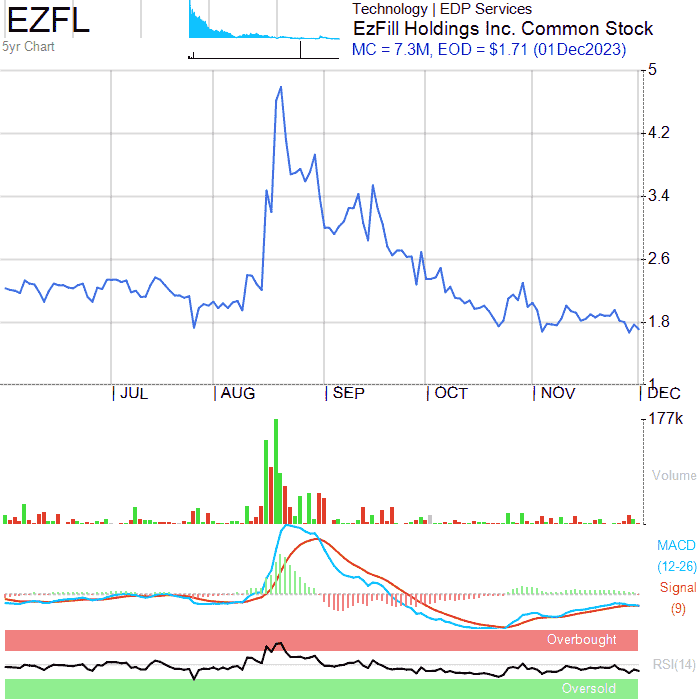 EZFL
5yr Chart
Technology | EDP Services
EzFill Holdings Inc. Common Stock
MC = 7.3M, EOD = $1.71 (01Dec2023)
5
4.2
3.4
2.6
1.8
1
| JUL | AUG | SEP | OCT | NOV | DEC
177k
Volume
MACD
(12-26)
Signal
(9)
Overbought
RSI(14)
Oversold